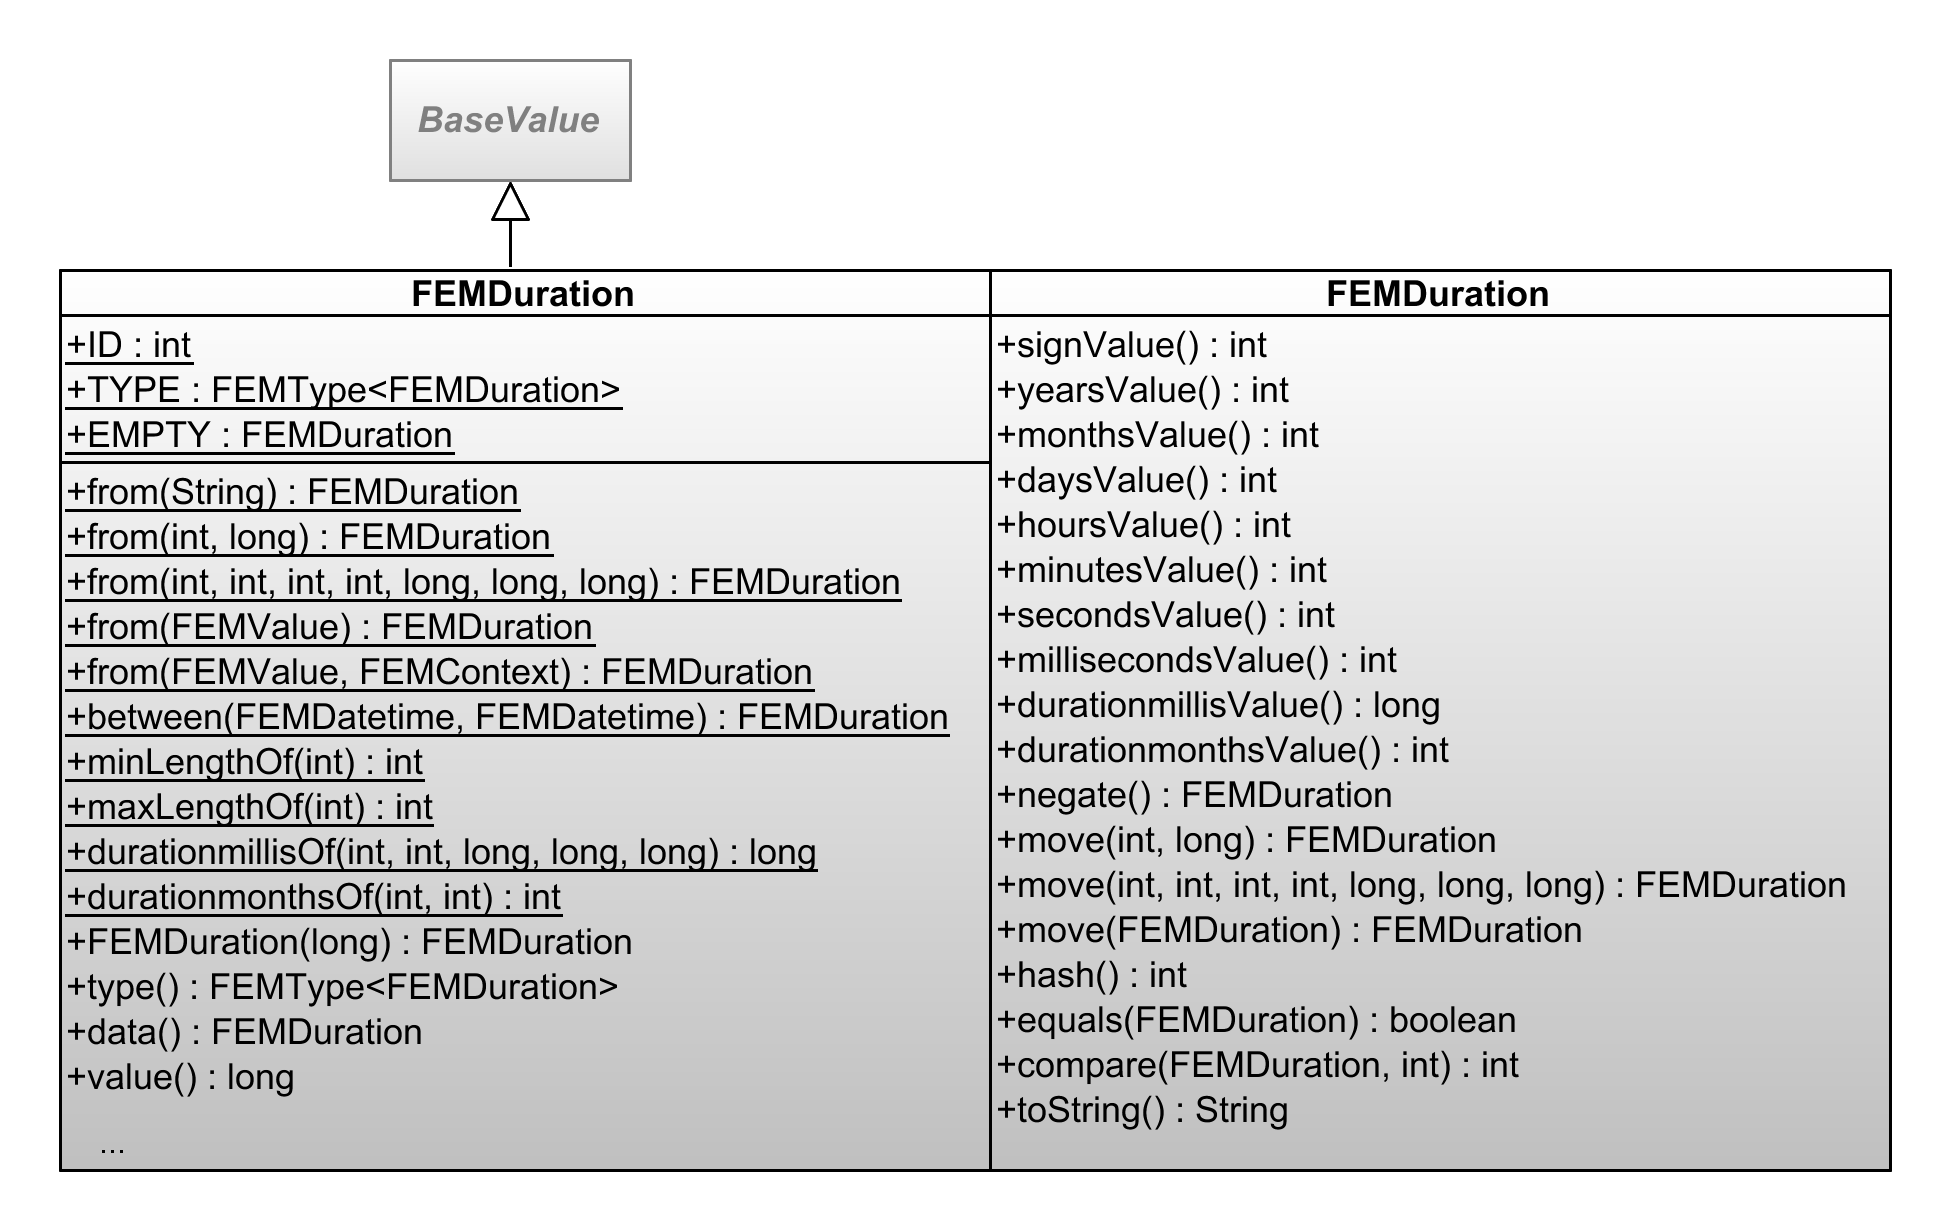 BaseValue
FEMDuration
+ID : int
+TYPE : FEMType<FEMDuration>
+EMPTY : FEMDuration
+from(String) : FEMDuration
+from(int, long) : FEMDuration
+from(int, int, int, int, long, long, long) : FEMDuration
+from(FEMValue) : FEMDuration
+from(FEMValue, FEMContext) : FEMDuration
+between(FEMDatetime, FEMDatetime) : FEMDuration
+minLengthOf(int) : int
+maxLengthOf(int) : int
+durationmillisOf(int, int, long, long, long) : long
+durationmonthsOf(int, int) : int
+FEMDuration(long) : FEMDuration
+type() : FEMType<FEMDuration>
+data() : FEMDuration
+value() : long
...
FEMDuration
+signValue() : int
+yearsValue() : int
+monthsValue() : int
+daysValue() : int
+hoursValue() : int
+minutesValue() : int
+secondsValue() : int
+millisecondsValue() : int
+durationmillisValue() : long
+durationmonthsValue() : int
+negate() : FEMDuration
+move(int, long) : FEMDuration
+move(int, int, int, int, long, long, long) : FEMDuration
+move(FEMDuration) : FEMDuration
+hash() : int
+equals(FEMDuration) : boolean
+compare(FEMDuration, int) : int
+toString() : String